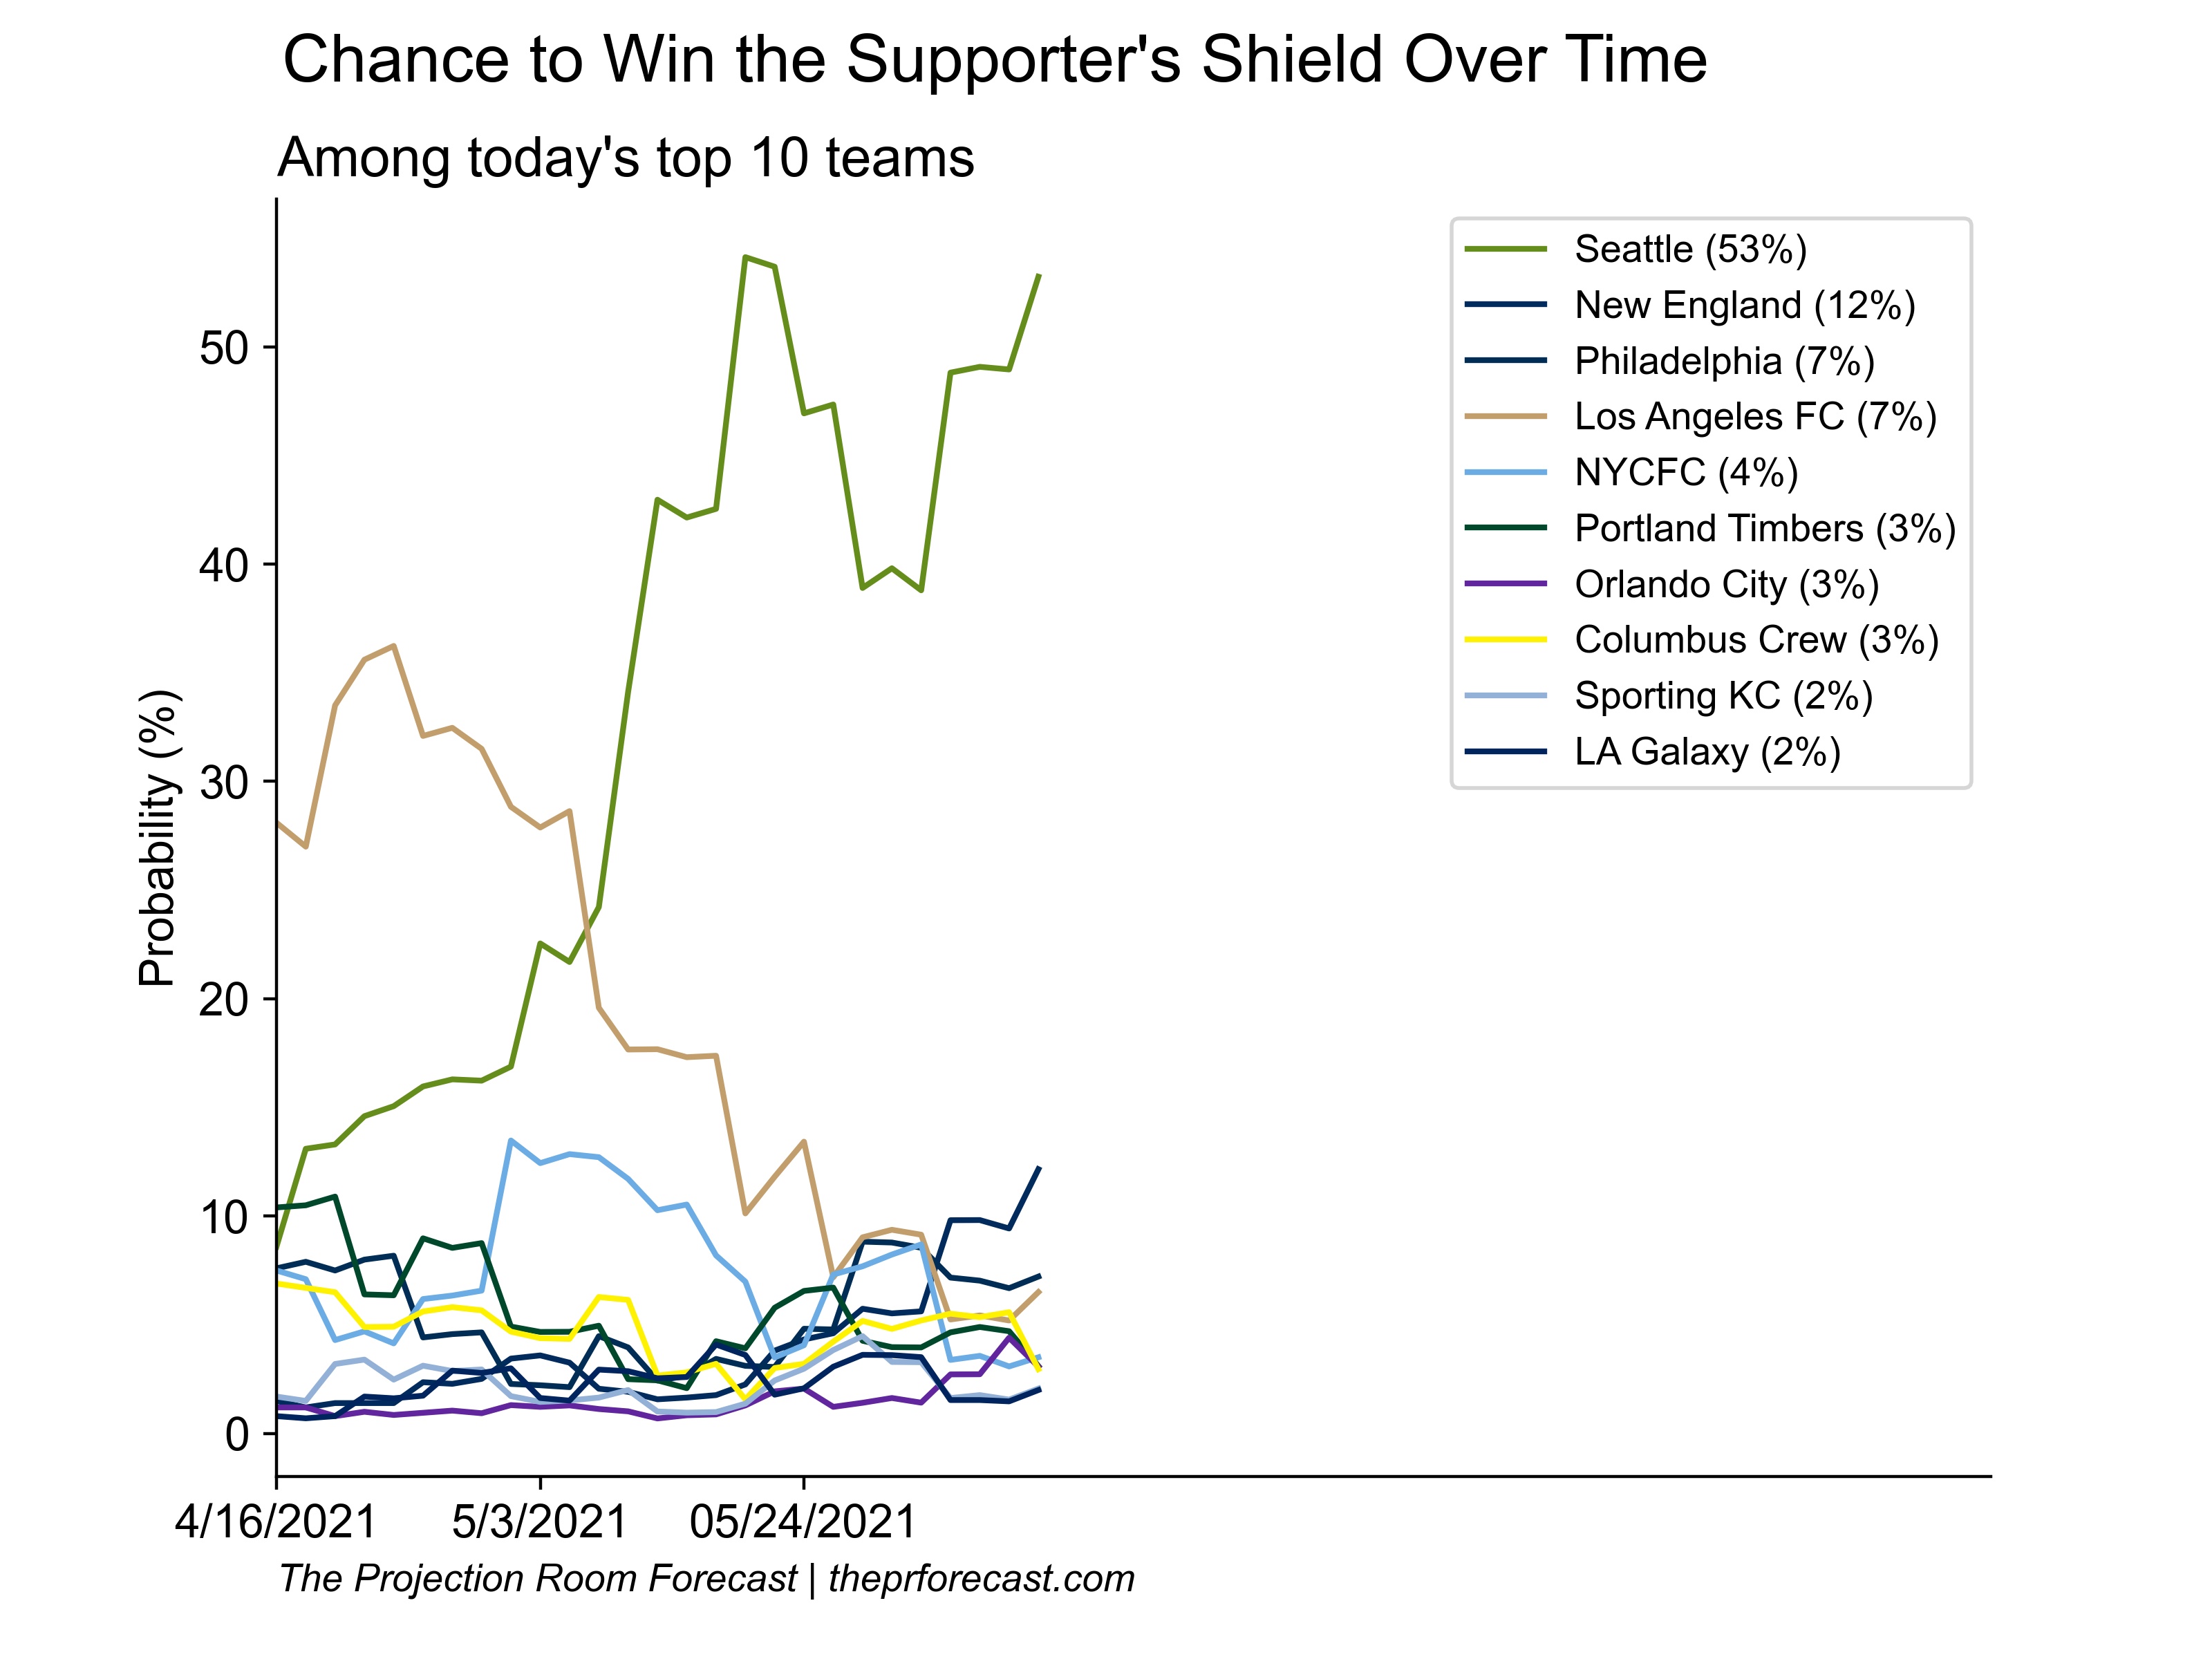 Chance to Win the Supporter's Shield Over Time
Among today's top 10 teams
Seattle (53%)
New England (12%)
Philadelphia (7%)
Los Angeles FC (7%)
NYCFC (4%)
Portland Timbers (3%)
Orlando City (3%)
Columbus Crew (3%)
Sporting KC (2%)
LA Galaxy (2%)
Probability (%)
50
40
30
20
10
0
4/16/2021 5/3/2021 05/24/2021
The Projection Room Forecast | theprforecast.com